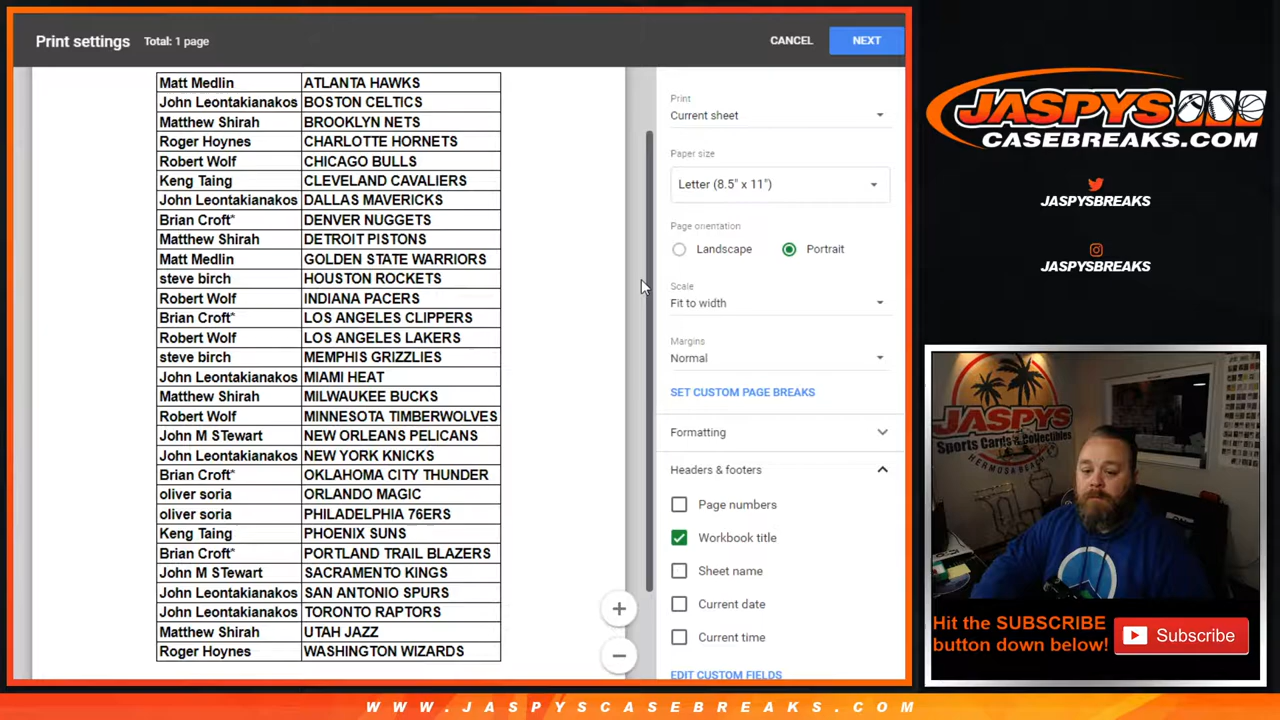 Print settings Total: 1 page CANCEL NEXT
Matt Medlin ATLANTA HAWKS
John Leontakianakos BOSTON CELTICS
Matthew Shirah BROOKLYN NETS
Roger Hoynes CHARLOTTE HORNETS
Robert Wolf CHICAGO BULLS
Keng Taing CLEVELAND CAVALIERS
John Leontakianakos DALLAS MAVERICKS
Brian Croft* DENVER NUGGETS
Matthew Shirah DETROIT PISTONS
Matt Medlin GOLDEN STATE WARRIORS
steve birch HOUSTON ROCKETS
Robert Wolf INDIANA PACERS
Brian Croft* LOS ANGELES CLIPPERS
Robert Wolf LOS ANGELES LAKERS
steve birch MEMPHIS GRIZZLIES
John Leontakianakos MIAMI HEAT
Matthew Shirah MILWAUKEE BUCKS
Robert Wolf MINNESOTA TIMBERWOLVES
John M STewart NEW ORLEANS PELICANS
John Leontakianakos NEW YORK KNICKS
Brian Croft* OKLAHOMA CITY THUNDER
oliver soria ORLANDO MAGIC
oliver soria PHILADELPHIA 76ERS
Keng Taing PHOENIX SUNS
Brian Croft* PORTLAND TRAIL BLAZERS
John M STewart SACRAMENTO KINGS
John Leontakianakos SAN ANTONIO SPURS
John Leontakianakos TORONTO RAPTORS
Matthew Shirah UTAH JAZZ
Roger Hoynes WASHINGTON WIZARDS
Print
Current sheet
Paper size
Letter (8.5" x 11")
Page orientation
Landscape Portrait
Scale
Fit to width
Margins
Normal
SET CUSTOM PAGE BREAKS
Formatting
Headers & footers
Page numbers
Workbook title
Sheet name
Current date
Current time
EDIT CUSTOM FIELDS
JASPYS
CASEBREAKS.COM
JASPYSBREAKS
JASPYSBREAKS
JASPYS
Sports Cards & Collectibles
HERMOSA BEACH
Hit the SUBSCRIBE
button down below!
Subscribe
WWW.JASPYSCASEBREAKS.COM